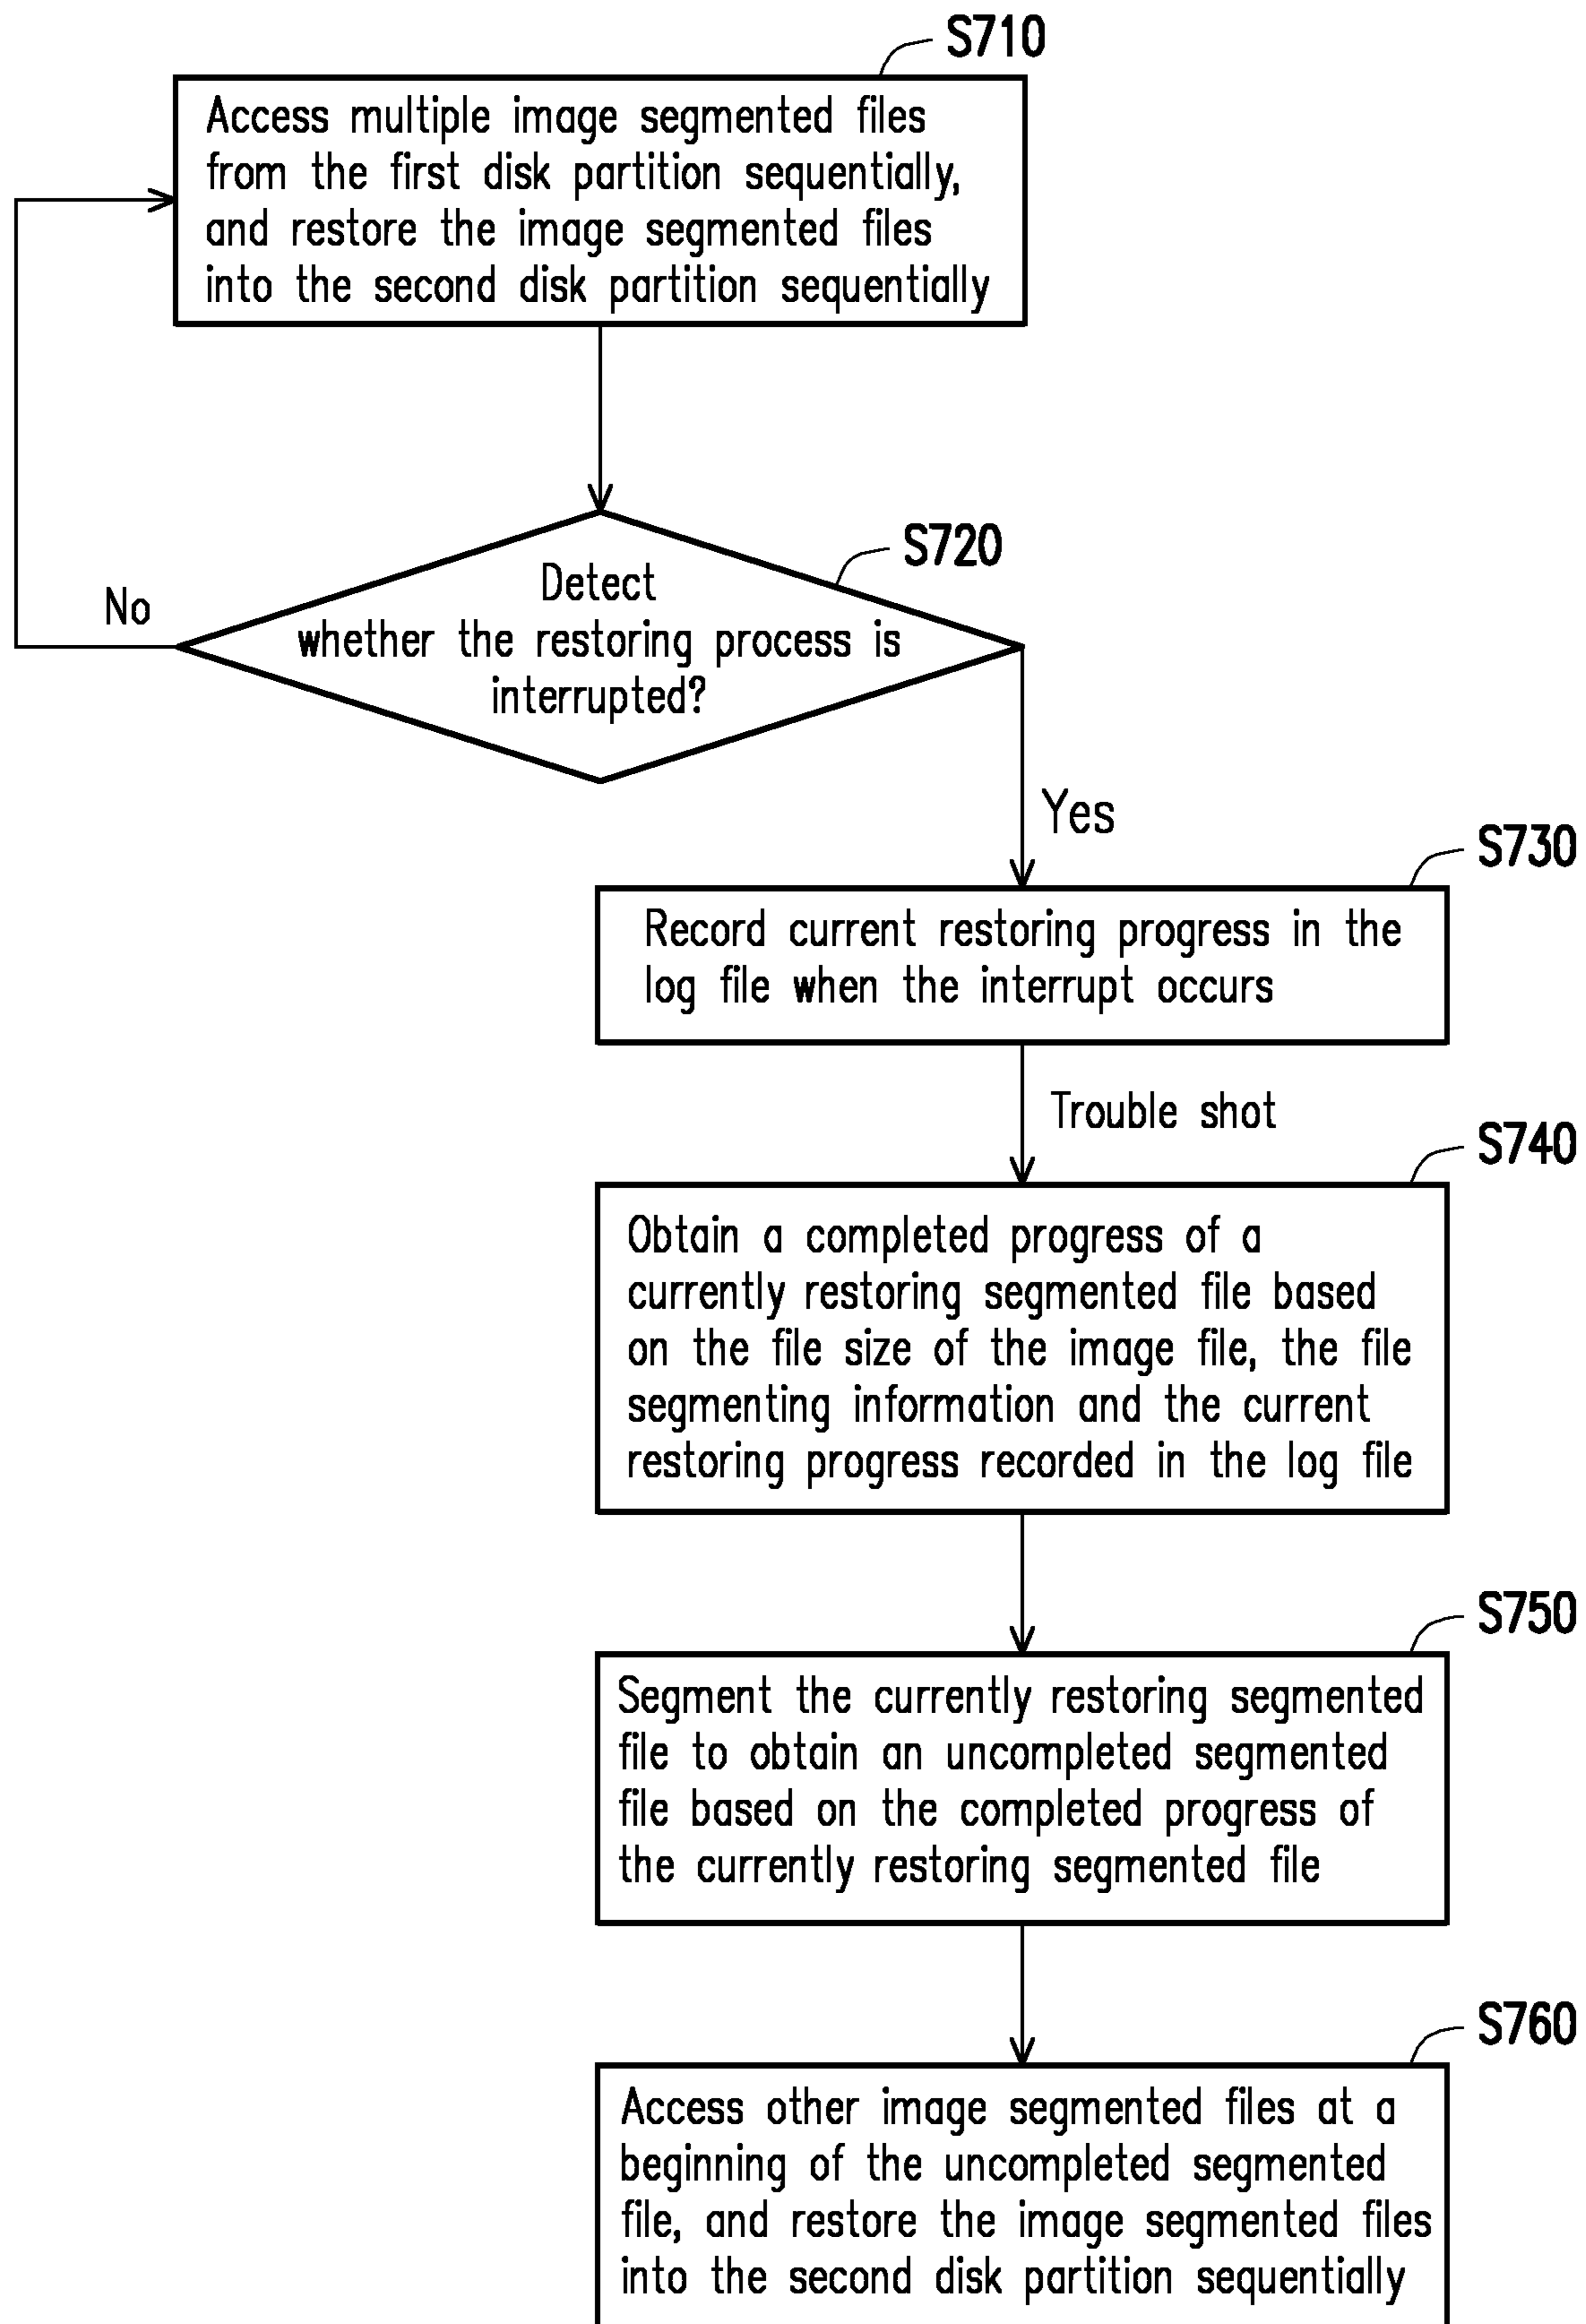 S710
Access multiple image segmented files
from the first disk partition sequentially,
and restore the image segmented files
into the second disk partition sequentially
S720
Detect
whether the restoring process is
interrupted?
No
Yes
S730
Record current restoring progress in the
log file when the interrupt occurs
Trouble shot
S740
Obtain a completed progress of a
currently restoring segmented file based
on the file size of the image file, the file
segmenting information and the current
restoring progress recorded in the log file
S750
Segment the currently restoring segmented
file to obtain an uncompleted segmented
file based on the completed progress of
the currently restoring segmented file
S760
Access other image segmented files at a
beginning of the uncompleted segmented
file, and restore the image segmented files
into the second disk partition sequentially